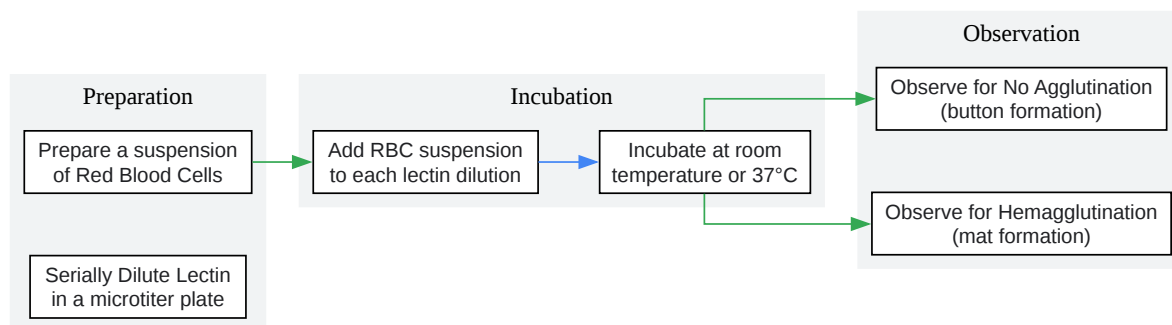 Preparation
Prepare a suspension
of Red Blood Cells
Serially Dilute Lectin
in a microtiter plate
Incubation
Add RBC suspension
to each lectin dilution
Incubate at room
temperature or 37°C
Observation
Observe for No Agglutination
(button formation)
Observe for Hemagglutination
(mat formation)